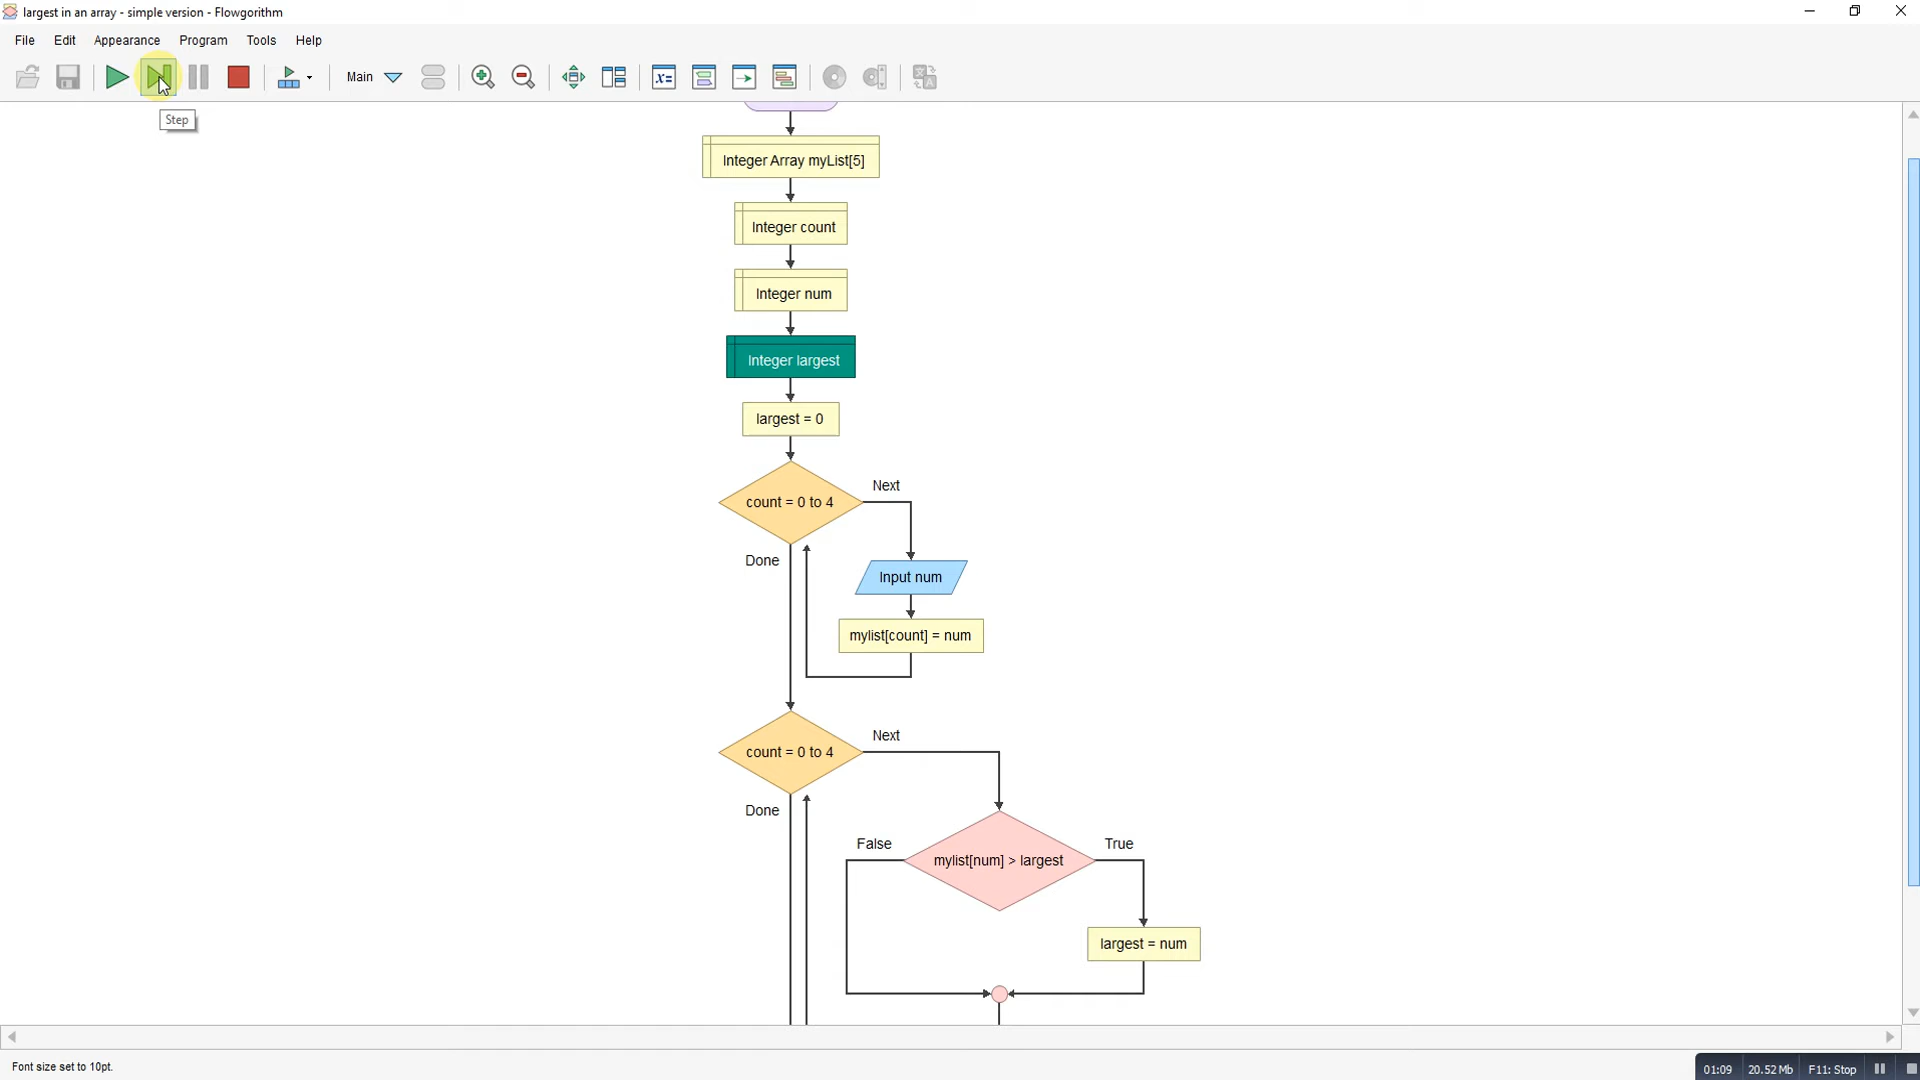 largest in an array - simple version - Flowgorithm
File Edit Appearance Program Tools Help
Main
x=
Step
Integer Array myList[5]
Integer count
Integer num
Integer largest
largest = 0
count = 0 to 4
Next
Done
Input num
mylist[count] = num
count = 0 to 4
Next
Done
False
mylist[num] > largest
True
largest = num
Font size set to 10pt.
01:09 20.52 Mb F11: Stop